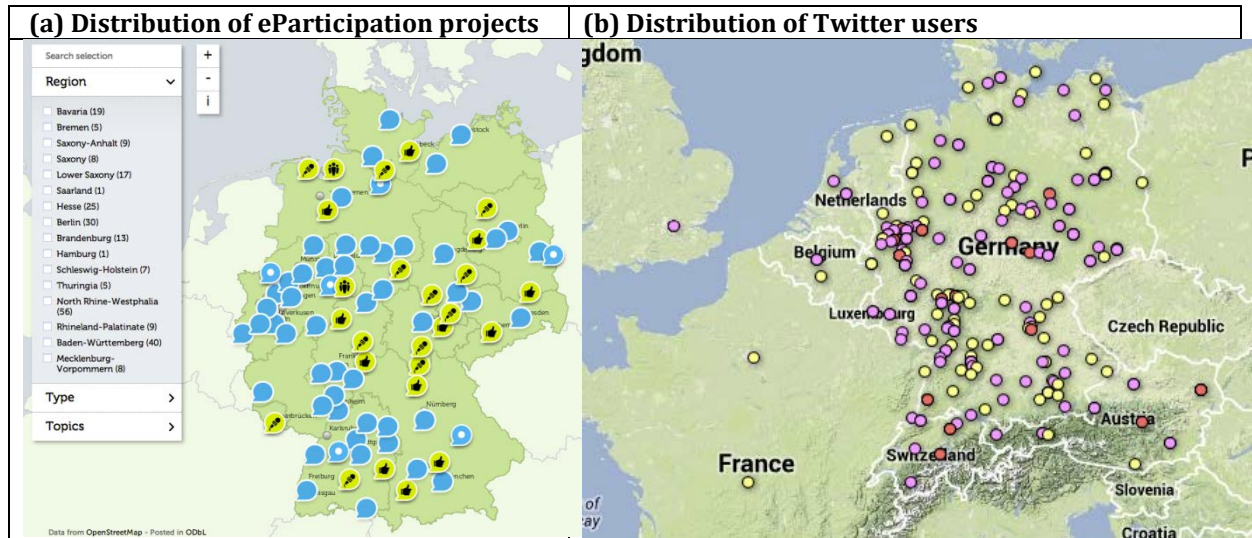 (a) Distribution of eParticipation projects
(b) Distribution of Twitter users
Search selection
Region
Bavaria (19)
Bremen (5)
Saxony-Anhalt (9)
Saxony (8)
Lower Saxony (17)
Saarland (1)
Hesse (25)
Berlin (30)
Brandenburg (13)
Hamburg (1)
Schleswig-Holstein (7)
Thuringia (5)
North Rhine-Westphalia
(56)
Rhineland-Palatinate (9)
Baden-Württemberg (40)
Mecklenburg-
Vorpommern (8)
Type
Topics
+
-
i
Nürnberg
Freiburg
Data from OpenStreetMap - Posted in ODbL
gdom
Netherlands
Belgium
Germany
P
Luxembourg
Czech Republic
France
Switzerland
Austria
Slovenia
Croatia
of
cay